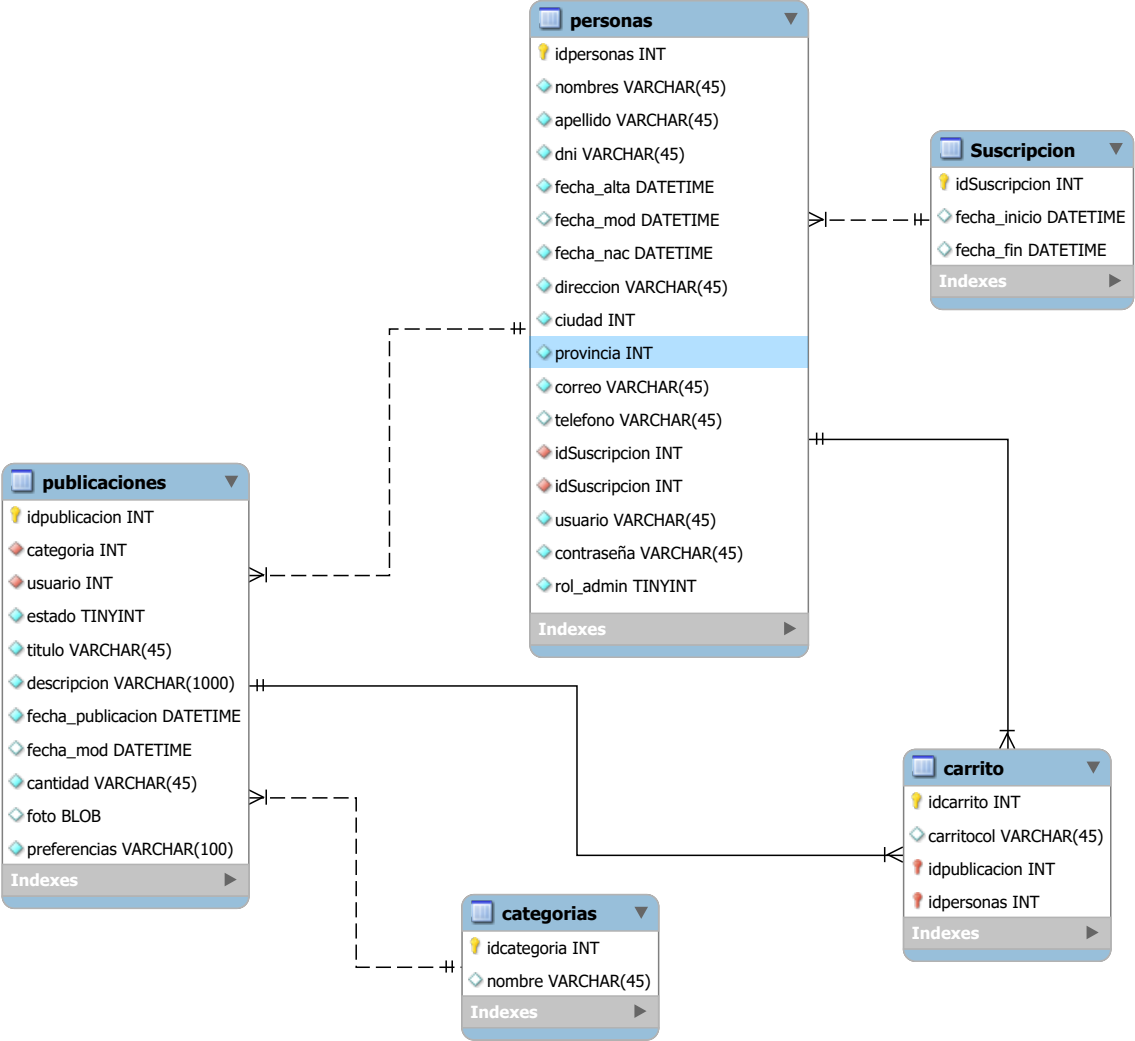 personas
idpersonas INT
nombres VARCHAR(45)
apellido VARCHAR(45)
dni VARCHAR(45)
fecha_alta DATETIME
fecha_mod DATETIME
fecha_nac DATETIME
direccion VARCHAR(45)
ciudad INT
provincia INT
correo VARCHAR(45)
telefono VARCHAR(45)
idSuscripcion INT
idSuscripcion INT
usuario VARCHAR(45)
contraseña VARCHAR(45)
rol_admin TINYINT
Indexes
Suscripcion
idSuscripcion INT
fecha_inicio DATETIME
fecha_fin DATETIME
Indexes
publicaciones
idpublicacion INT
categoria INT
usuario INT
estado TINYINT
titulo VARCHAR(45)
descripcion VARCHAR(1000)
fecha_publicacion DATETIME
fecha_mod DATETIME
cantidad VARCHAR(45)
foto BLOB
preferencias VARCHAR(100)
Indexes
carrito
idcarrito INT
carritocol VARCHAR(45)
idpublicacion INT
idpersonas INT
Indexes
categorias
idcategoria INT
nombre VARCHAR(45)
Indexes